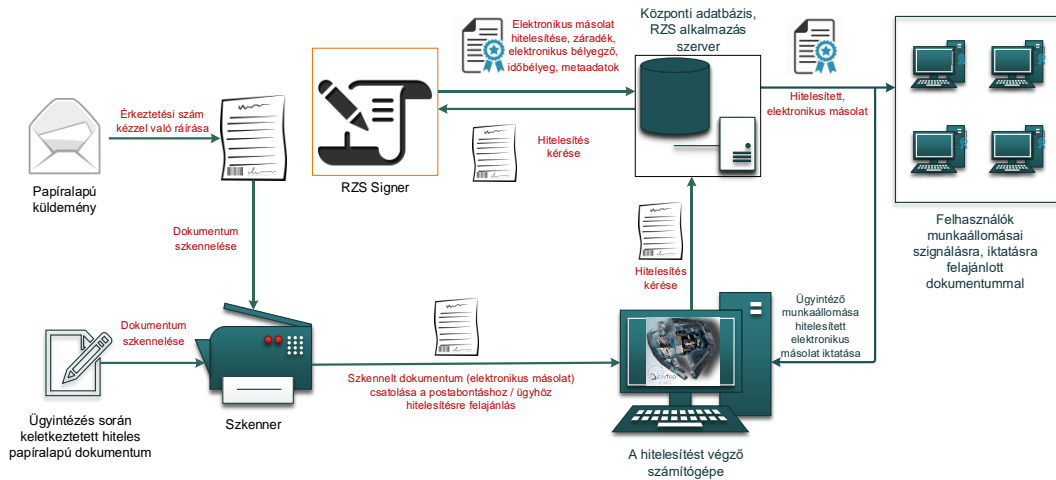 Elektronikus másolat
hitelesítése, záradék,
elektronikus bélyegző,
időbélyeg, metaadatok
Központi adatbázis,
RZS alkalmazás
szerver
Érkeztetési szám
kézzel való ráírása
Hitelesített,
elektronikus másolat
Hitelesítés
kérése
Papíralapú
küldemény
RZS Signer
Felhasználók
munkaállomásai
szignálásra, iktatásra
felajánlott
dokumentummal
Dokumentum
szkennelése
Hitelesítés
kérése
Dokumentum
szkennelése
Ügyintéző
munkaállomása
hitelesített
elektronikus
másolat iktatása
Szkennelt dokumentum (elektronikus másolat)
csatolása a postabontáshoz / ügyhöz
hitelesítésre felajánlás
Ügyintézés során
keletkeztetett hiteles
papíralapú dokumentum
Szkenner
A hitelesítést végző
számítógépe